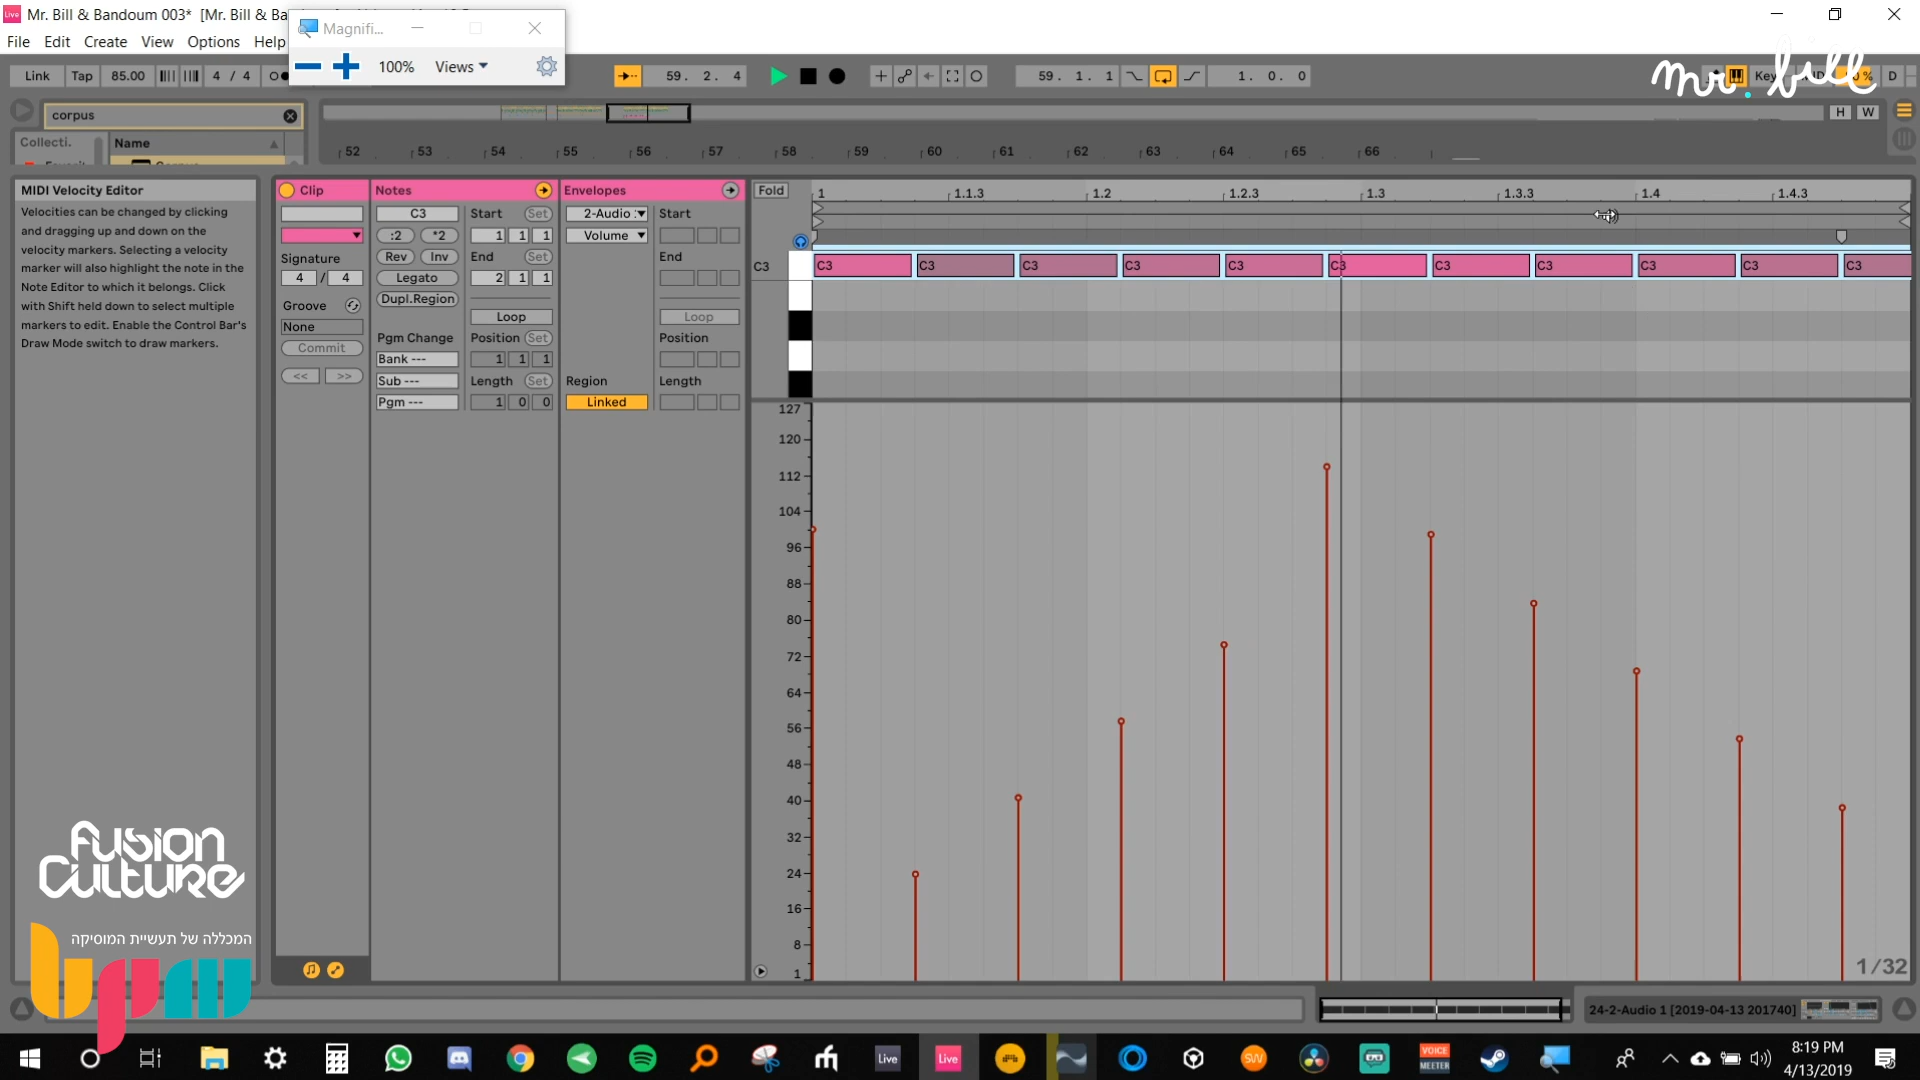 Live Mr. Bill & Bandoum 003* [Mr. Bill & Ba
Magnifi...
File Edit Create View Options Help
100% Views
Link Tap 85.00 4 / 4
59. 2. 4
59. 1. 1
1. 0. 0
Key
%
D
mr. bill
corpus
H W
Collecti.
Name
52 53 54 55 56 57 58 59 60 61 62 63 64 65 66
MIDI Velocity Editor
Velocities can be changed by clicking
and dragging up and down on the
velocity markers. Selecting a velocity
marker will also highlight the note in the
Note Editor to which it belongs. Click
with Shift held down to select multiple
markers to edit. Enable the Control Bar's
Draw Mode switch to draw markers.
Clip
Signature
4 / 4
Groove
None
Commit
<< >>
Notes
C3 Start Set
:2 *2 1 1 1
Rev Inv End Set
Legato 2 1 1
Dupl.Region
Loop
Pgm Change Position Set
Bank --- 1 1 1
Sub --- Length Set
Pgm --- 1 0 0
Envelopes
2-Audio Start
Volume
End
Loop
Position
Region Length
Linked
Fold
1 1.1.3 1.2 1.2.3 1.3 1.3.3 1.4 1.4.3
C3
C3 C3 C3 C3 C3 C3 C3 C3 C3 C3 C3
127
120
112
104
96
88
80
72
64
56
48
40
32
24
16
8
1
1/32
Fusion
Culture
המכללה של תעשיית המוסיקה
bpm
24-2-Audio 1 [2019-04-13 201740]
Live
Live
SW
VOICE
MEETER
8:19 PM
4/13/2019